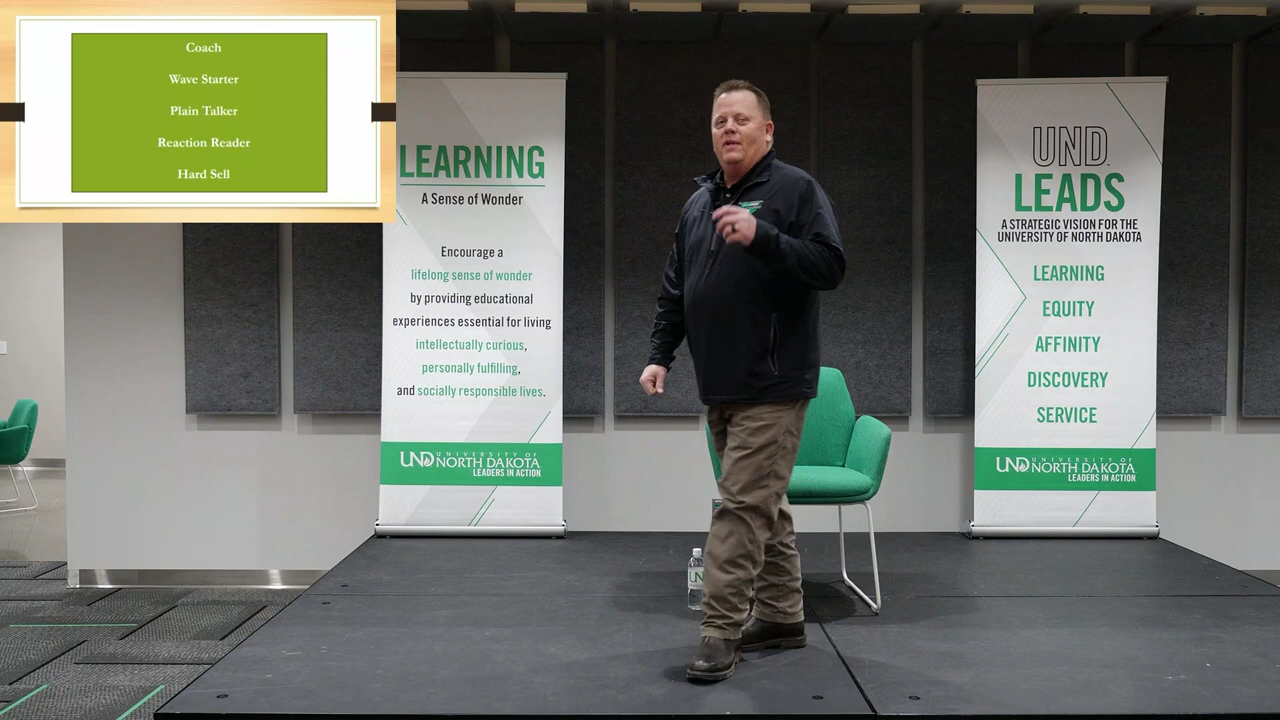 Coach
Wave Starter
Plain Talker
Reaction Reader
Hard Sell
LEARNING
A Sense of Wonder
Encourage a
lifelong sense of wonder
by providing educational
experiences essential for living
intellectually curious,
personally fulfilling,
and socially responsible lives.
UND
UNIVERSITY OF
NORTH DAKOTA
LEADERS IN ACTION
UND
LEADS
A STRATEGIC VISION FOR THE
UNIVERSITY OF NORTH DAKOTA
LEARNING
EQUITY
AFFINITY
DISCOVERY
SERVICE
UND
UNIVERSITY OF
NORTH DAKOTA
LEADERS IN ACTION